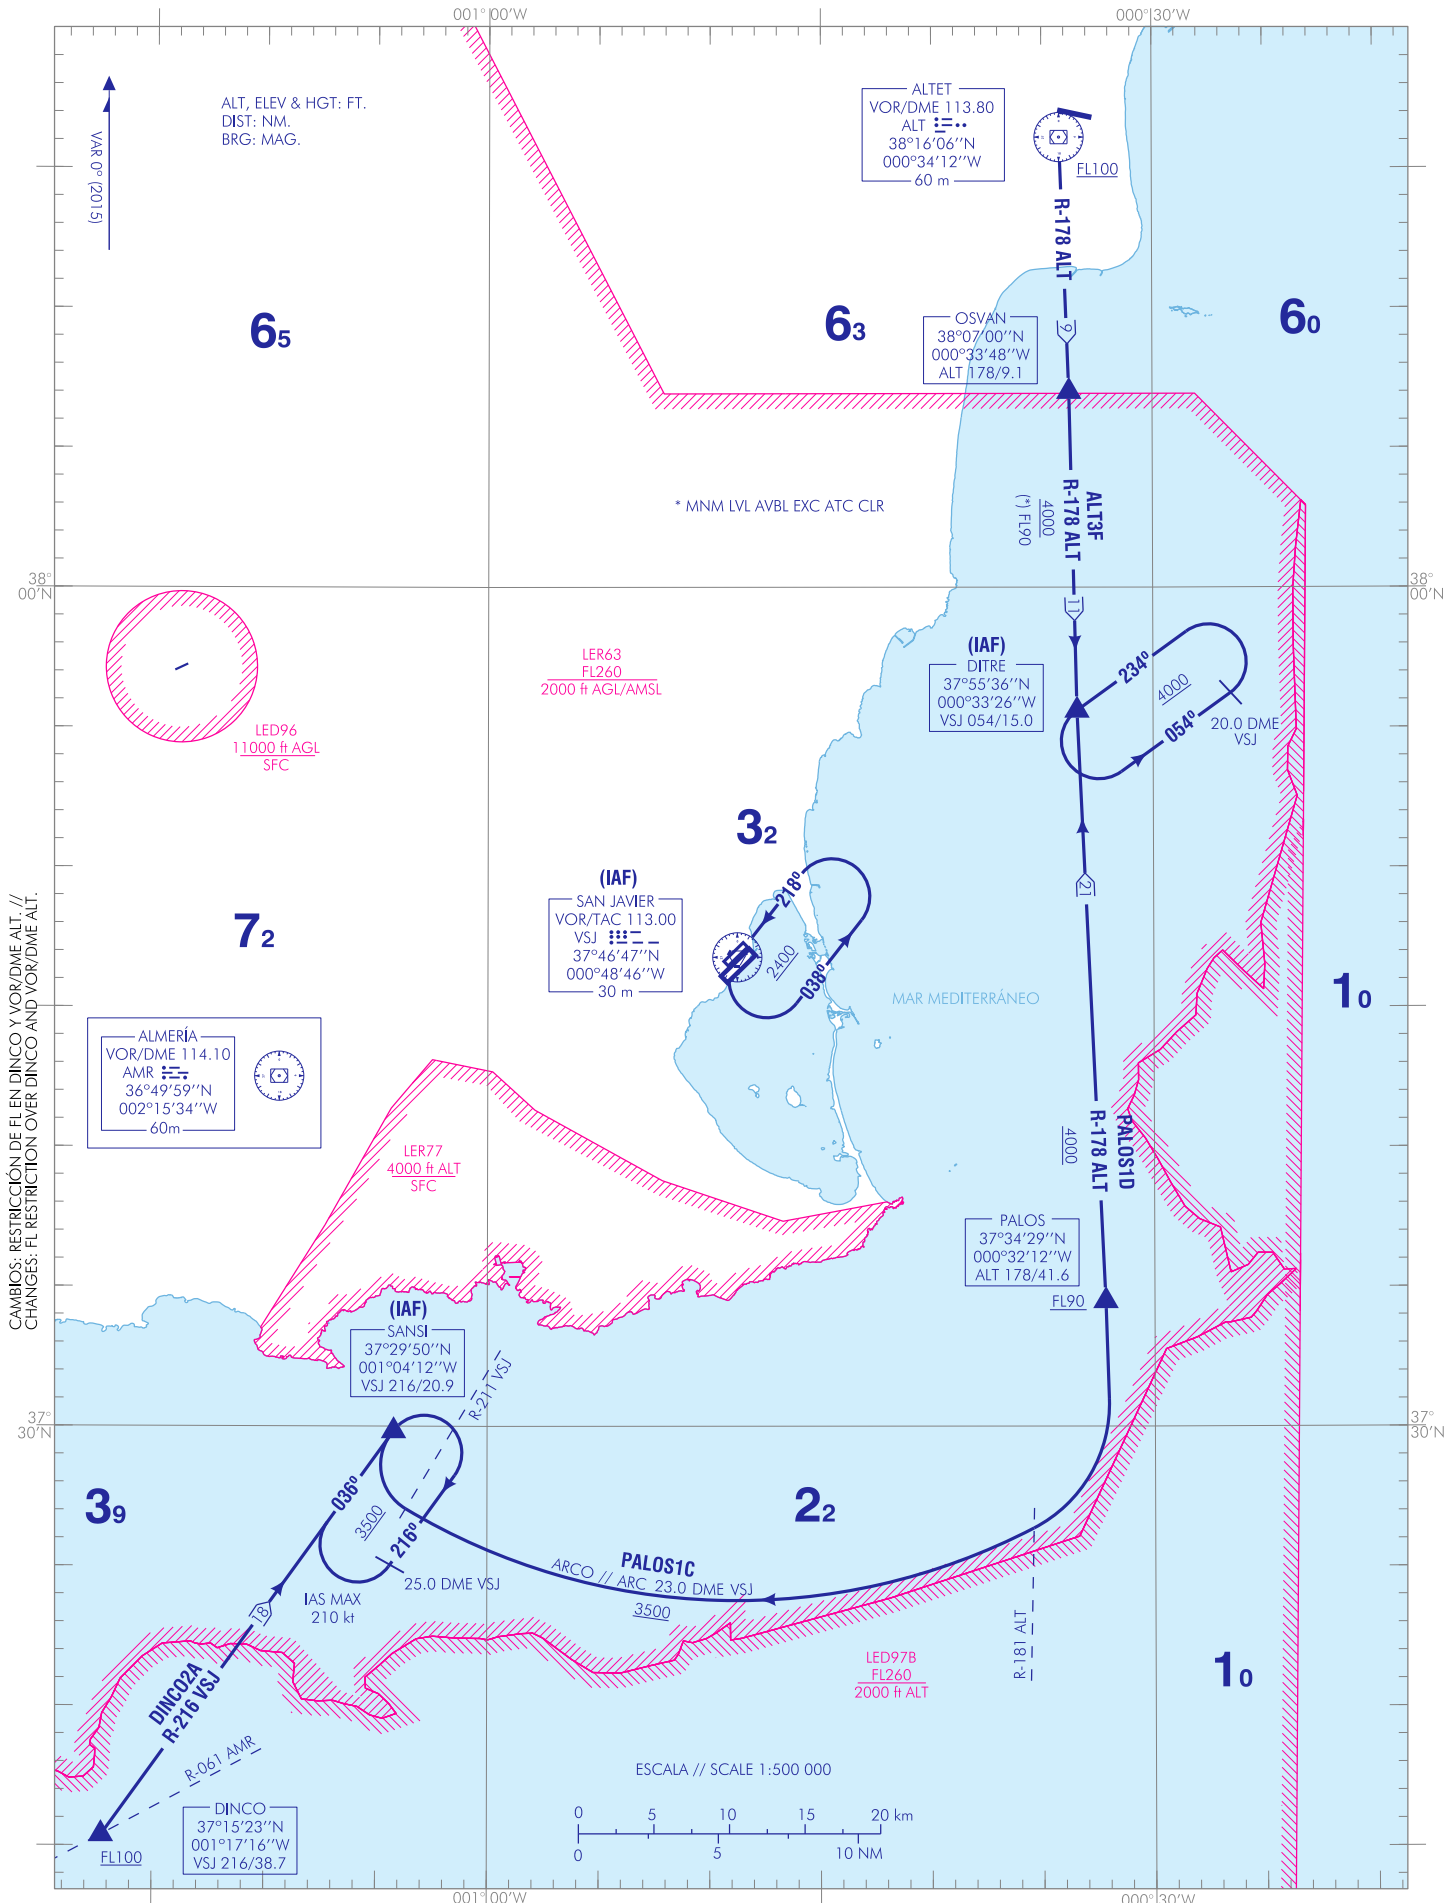 001°00'W
000°30'W
VAR 0° (2015)
ALT, ELEV & HGT: FT.
DIST: NM.
BRG: MAG.
ALTET
VOR/DME 113.80
ALT
38°16'06''N
000°34'12''W
60 m
FL100
R-178 ALT
6₅
6₃
6₀
9
OSVAN
38°07'00''N
000°33'48''W
ALT 178/9.1
* MNM LVL AVBL EXC ATC CLR
ALT3F
R-178 ALT
4000
(*) FL90
38°
00'N
38°
00'N
11
LER63
FL260
2000 ft AGL/AMSL
(IAF)
DITRE
37°55'36''N
000°33'26''W
VSJ 054/15.0
234°
4000
054°
20.0 DME
VSJ
LED96
11000 ft AGL
SFC
3₂
21
(IAF)
SAN JAVIER
VOR/TAC 113.00
VSJ
37°46'47''N
000°48'46''W
30 m
218°
2400
038°
7₂
MAR MEDITERRÁNEO
1₀
CAMBIOS: RESTRICCIÓN DE FL EN DINCO Y VOR/DME ALT. //
CHANGES: FL RESTRICTION OVER DINCO AND VOR/DME ALT.
ALMERÍA
VOR/DME 114.10
AMR
36°49'59''N
002°15'34''W
60m
LER77
4000 ft ALT
SFC
PALOS1D
R-178 ALT
4000
PALOS
37°34'29''N
000°32'12''W
ALT 178/41.6
FL90
(IAF)
SANSI
37°29'50''N
001°04'12''W
VSJ 216/20.9
R-211 VSJ
37°
30'N
036°
3500
216°
25.0 DME VSJ
IAS MAX
210 kt
3₉
2₂
PALOS1C
ARCO // ARC 23.0 DME VSJ
3500
18
R-181 ALT
LED97B
FL260
2000 ft ALT
1₀
DINCO2A
R-216 VSJ
R-061 AMR
DINCO
37°15'23''N
001°17'16''W
VSJ 216/38.7
FL100
ESCALA // SCALE 1:500 000
0 5 10 15 20 km
0 5 10 NM
37°
30'N
001°00'W
000°30'W